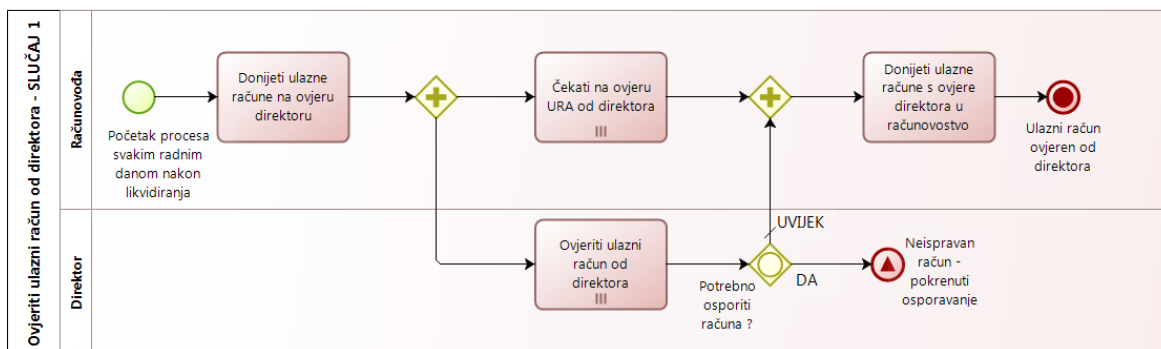 Ovjeriti ulazni račun od direktora - SLUČAJ 1
Računovođa
Početak procesa
svakim radnim
danom nakon
likvidiranja
Donijeti ulazne
račune na ovjeru
direktoru
Čekati na ovjeru
URA od direktora
Donijeti ulazne
račune s ovjere
direktora u
računovostvo
Ulazni račun
ovjeren od
direktora
Direktor
Ovjeriti ulazni
račun od
direktora
Potrebno
osporiti
računa ?
UVIJEK
DA
Neispravan
račun -
pokrenuti
osporavanje